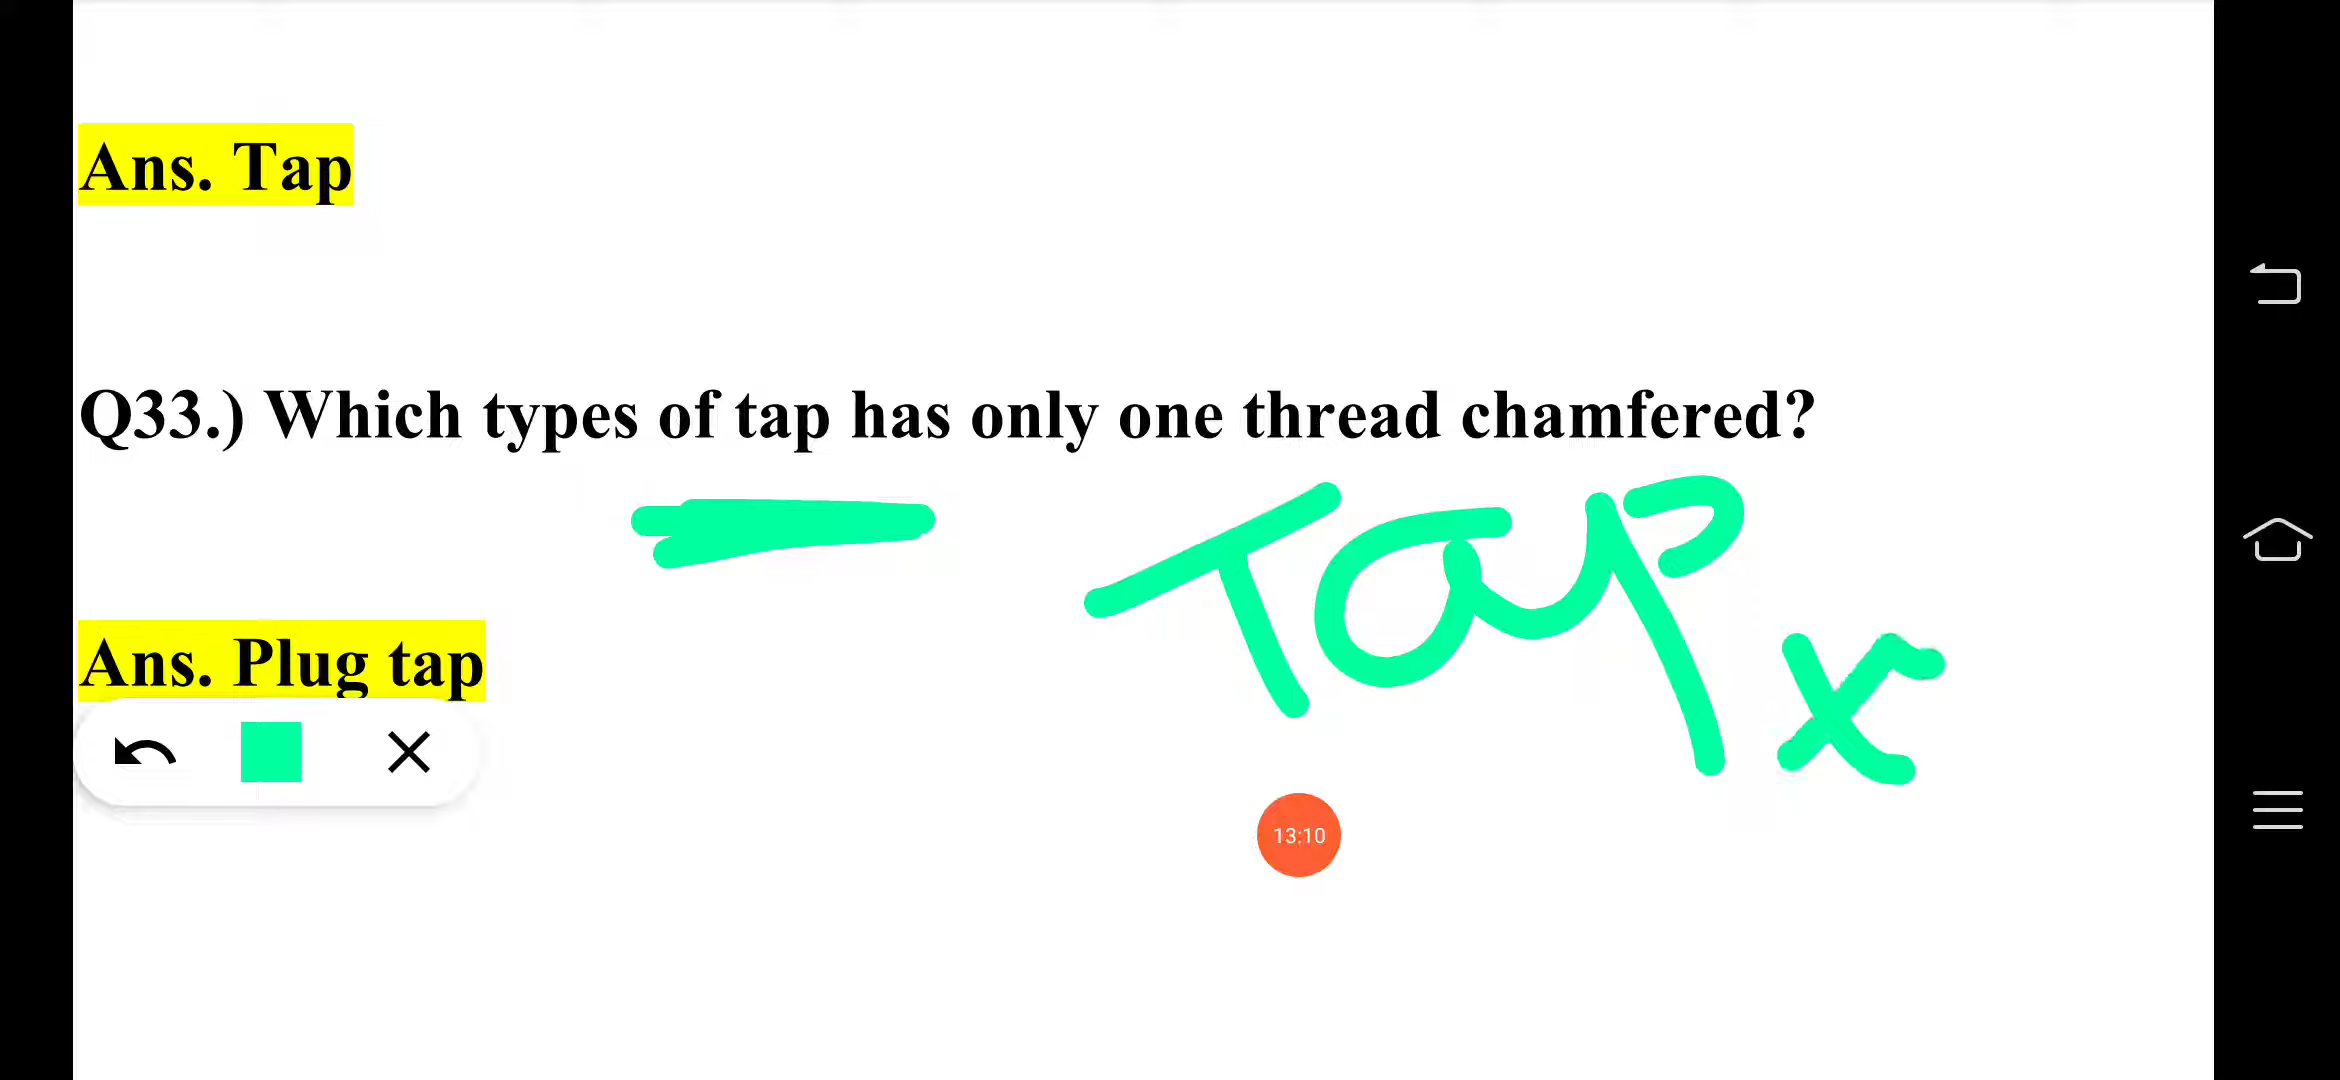 Ans. Tap
Q33.) Which types of tap has only one thread chamfered?
Tap x
Ans. Plug tap
13:10